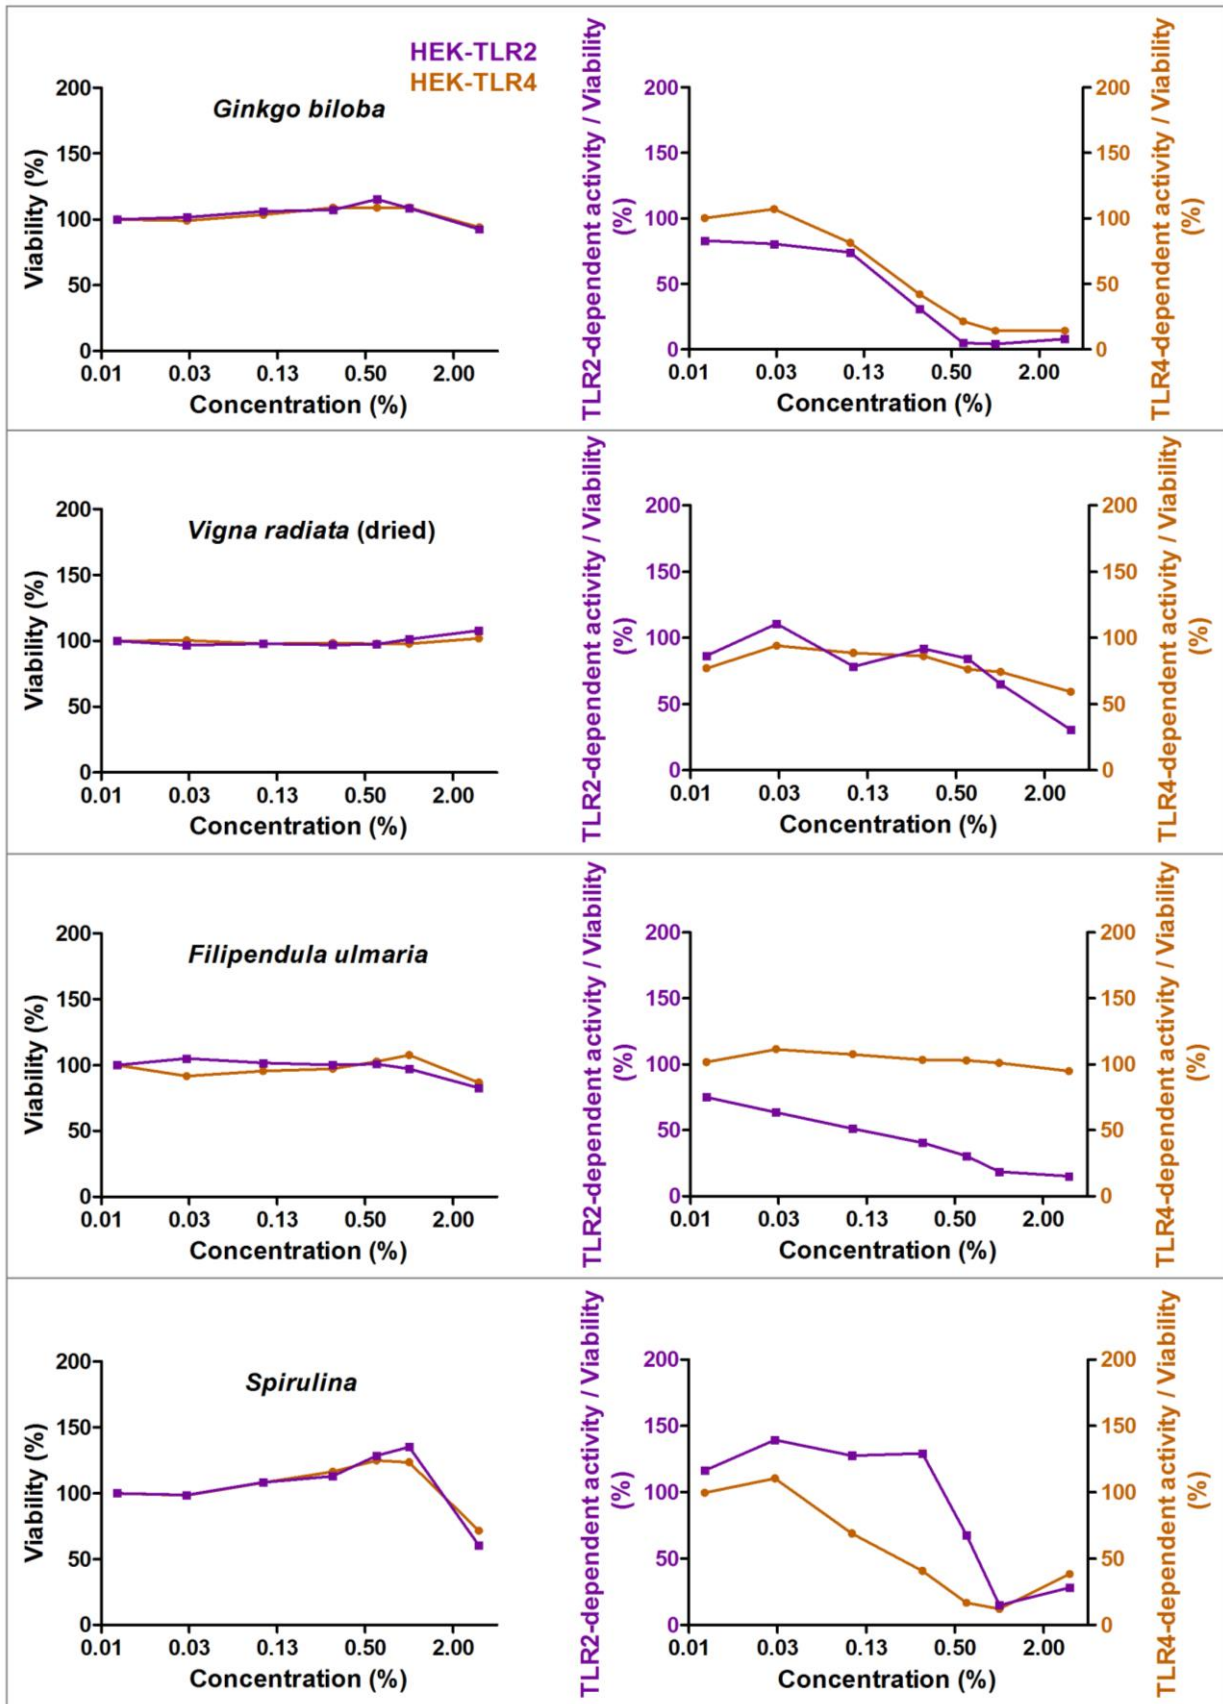 HEK-TLR2
HEK-TLR4
Ginkgo biloba
Viability (%)
200
150
100
50
0
0.01 0.03 0.13 0.50 2.00
Concentration (%)
TLR2-dependent activity / Viability
(%)
200
150
100
50
0
0.01 0.03 0.13 0.50 2.00
Concentration (%)
200
150
100
50
0
TLR4-dependent activity / Viability
(%)
Vigna radiata (dried)
Viability (%)
200
150
100
50
0
0.01 0.03 0.13 0.50 2.00
Concentration (%)
TLR2-dependent activity / Viability
(%)
200
150
100
50
0
0.01 0.03 0.13 0.50 2.00
Concentration (%)
200
150
100
50
0
TLR4-dependent activity / Viability
(%)
Filipendula ulmaria
Viability (%)
200
150
100
50
0
0.01 0.03 0.13 0.50 2.00
Concentration (%)
TLR2-dependent activity / Viability
(%)
200
150
100
50
0
0.01 0.03 0.13 0.50 2.00
Concentration (%)
200
150
100
50
0
TLR4-dependent activity / Viability
(%)
Spirulina
Viability (%)
200
150
100
50
0
0.01 0.03 0.13 0.50 2.00
Concentration (%)
TLR2-dependent activity / Viability
(%)
200
150
100
50
0
0.01 0.03 0.13 0.50 2.00
Concentration (%)
200
150
100
50
0
TLR4-dependent activity / Viability
(%)